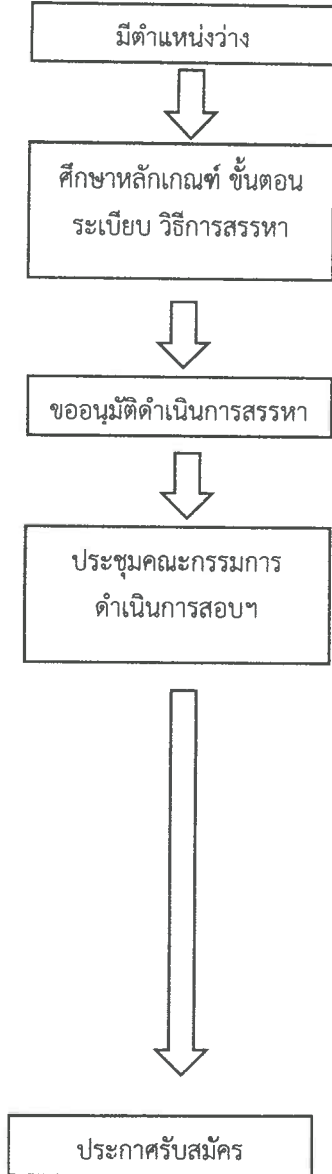 มีตำแหน่งว่าง
ศึกษาหลักเกณฑ์ ขั้นตอน
ระเบียบ วิธีการสรรหา
ขออนุมัติดำเนินการสรรหา
ประชุมคณะกรรมการ
ดำเนินการสอบฯ
ประกาศรับสมัคร